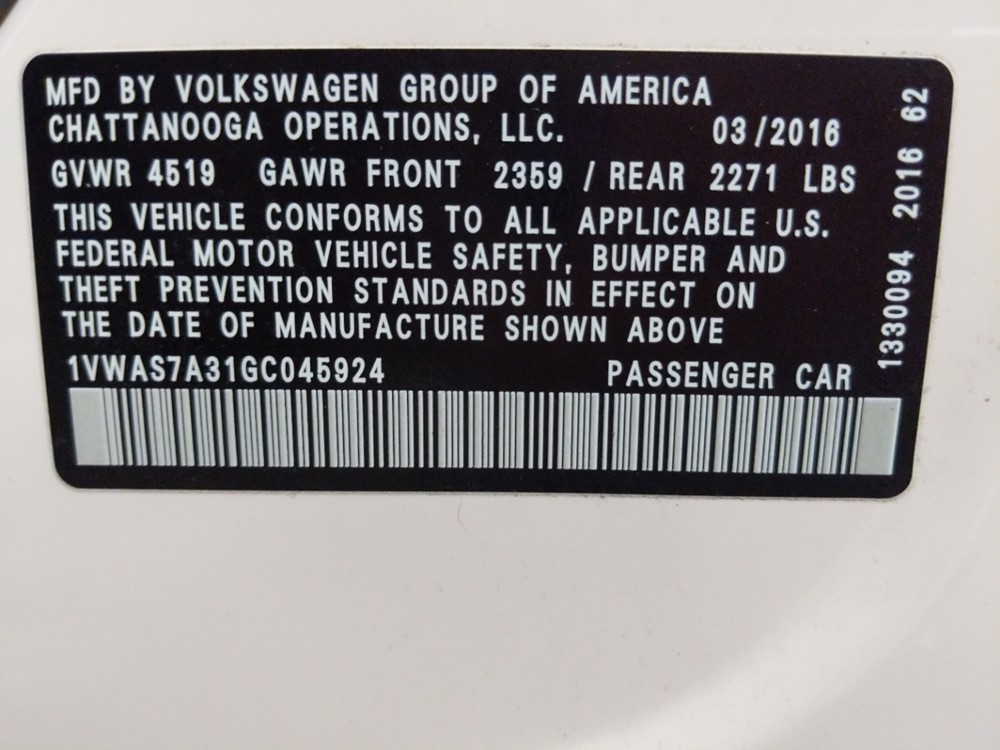 MFD BY VOLKSWAGEN GROUP OF AMERICA
CHATTANOOGA OPERATIONS, LLC. 03/2016
GVWR 4519 GAWR FRONT 2359 / REAR 2271 LBS
THIS VEHICLE CONFORMS TO ALL APPLICABLE U.S.
FEDERAL MOTOR VEHICLE SAFETY, BUMPER AND
THEFT PREVENTION STANDARDS IN EFFECT ON
THE DATE OF MANUFACTURE SHOWN ABOVE
1VWAS7A31GC045924 PASSENGER CAR
1330094 2016 62